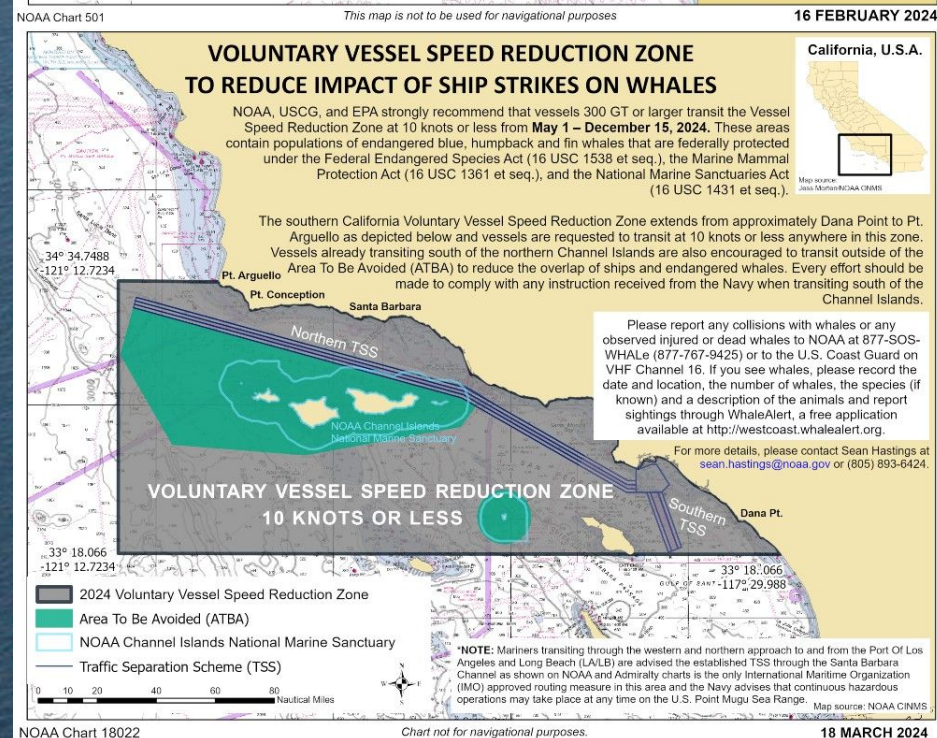 NOAA Chart 501
This map is not to be used for navigational purposes
16 FEBRUARY 2024
VOLUNTARY VESSEL SPEED REDUCTION ZONE
TO REDUCE IMPACT OF SHIP STRIKES ON WHALES
NOAA, USCG, and EPA strongly recommend that vessels 300 GT or larger transit the Vessel
Speed Reduction Zone at 10 knots or less from May 1 – December 15, 2024. These areas
contain populations of endangered blue, humpback and fin whales that are federally protected
under the Federal Endangered Species Act (16 USC 1538 et seq.), the Marine Mammal
Protection Act (16 USC 1361 et seq.), and the National Marine Sanctuaries Act
(16 USC 1431 et seq.).
California, U.S.A.
Map source:
Jess Morten/NOAA CINMS
The southern California Voluntary Vessel Speed Reduction Zone extends from approximately Dana Point to Pt.
Arguello as depicted below and vessels are requested to transit at 10 knots or less anywhere in this zone.
Vessels already transiting south of the northern Channel Islands are also encouraged to transit outside of the
Area To Be Avoided (ATBA) to reduce the overlap of ships and endangered whales. Every effort should be
made to comply with any instruction received from the Navy when transiting south of the
Channel Islands.
34° 34.7488
-121° 12.7234
Pt. Arguello
Pt. Conception
Santa Barbara
Northern TSS
Please report any collisions with whales or any
observed injured or dead whales to NOAA at 877-SOS-
WHALe (877-767-9425) or to the U.S. Coast Guard on
VHF Channel 16. If you see whales, please record the
date and location, the number of whales, the species (if
known) and a description of the animals and report
sightings through WhaleAlert, a free application
available at http://westcoast.whalealert.org.
NOAA Channel Islands
National Marine Sanctuary
For more details, please contact Sean Hastings at
sean.hastings@noaa.gov or (805) 893-6424.
VOLUNTARY VESSEL SPEED REDUCTION ZONE
10 KNOTS OR LESS
Southern
TSS
Dana Pt.
33° 18.066
-121° 12.7234
33° 18.066
-117° 29.988
2024 Voluntary Vessel Speed Reduction Zone
Area To Be Avoided (ATBA)
NOAA Channel Islands National Marine Sanctuary
Traffic Separation Scheme (TSS)
0 10 20 40 60 80
Nautical Miles
N
*NOTE: Mariners transiting through the western and northern approach to and from the Port Of Los
Angeles and Long Beach (LA/LB) are advised the established TSS through the Santa Barbara
Channel as shown on NOAA and Admiralty charts is the only International Maritime Organization
(IMO) approved routing measure in this area and the Navy advises that continuous hazardous
operations may take place at any time on the U.S. Point Mugu Sea Range.
Map source: NOAA CINMS
NOAA Chart 18022
Chart not for navigational purposes.
18 MARCH 2024